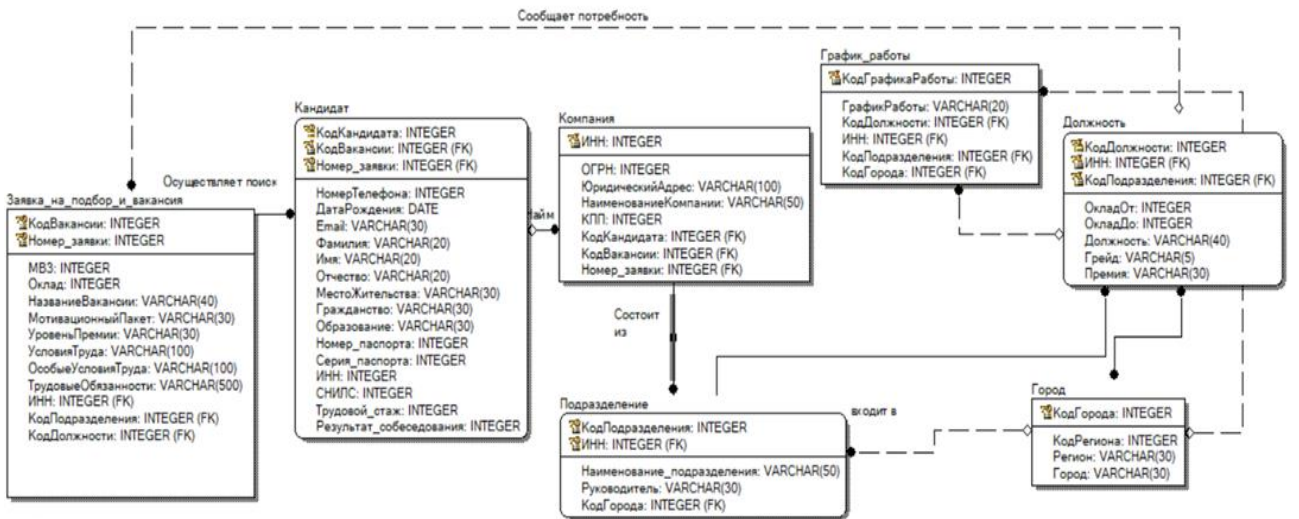 Сообщает потребность
График_работы
КодГрафикаРаботы: INTEGER
ГрафикРаботы: VARCHAR(20)
КодДолжности: INTEGER (FK)
ИНН: INTEGER (FK)
КодПодразделения: INTEGER (FK)
КодГорода: INTEGER (FK)
Должность
КодДолжности: INTEGER
ИНН: INTEGER (FK)
КодПодразделения: INTEGER (FK)
ОкладОт: INTEGER
ОкладДо: INTEGER
Должность: VARCHAR(40)
Грейд: VARCHAR(5)
Премия: VARCHAR(30)
Кандидат
КодКандидата: INTEGER
КодВакансии: INTEGER (FK)
Номер_заявки: INTEGER (FK)
НомерТелефона: INTEGER
ДатаРождения: DATE
Email: VARCHAR(30)
Фамилия: VARCHAR(20)
Имя: VARCHAR(20)
Отчество: VARCHAR(20)
МестоЖительства: VARCHAR(30)
Гражданство: VARCHAR(30)
Образование: VARCHAR(30)
Номер_паспорта: INTEGER
Серия_паспорта: INTEGER
ИНН: INTEGER
СНИЛС: INTEGER
Трудовой_стаж: INTEGER
Результат_собеседования: INTEGER
Компания
ИНН: INTEGER
ОГРН: INTEGER
ЮридическийАдрес: VARCHAR(100)
НаименованиеКомпании: VARCHAR(50)
КПП: INTEGER
КодКандидата: INTEGER (FK)
КодВакансии: INTEGER (FK)
Номер_заявки: INTEGER (FK)
Найм
Осуществляет поиск
Заявка_на_подбор_и_вакансия
КодВакансии: INTEGER
Номер_заявки: INTEGER
МВЗ: INTEGER
Оклад: INTEGER
НазваниеВакансии: VARCHAR(40)
МотивационныйПакет: VARCHAR(30)
УровеньПремии: VARCHAR(30)
УсловияТруда: VARCHAR(100)
ОсобыеУсловияТруда: VARCHAR(100)
ТрудовыеОбязанности: VARCHAR(500)
ИНН: INTEGER (FK)
КодПодразделения: INTEGER (FK)
КодДолжности: INTEGER (FK)
Состоит
из
Подразделение
КодПодразделения: INTEGER
ИНН: INTEGER (FK)
Наименование_подразделения: VARCHAR(50)
Руководитель: VARCHAR(30)
КодГорода: INTEGER (FK)
входит в
Город
КодГорода: INTEGER
КодРегиона: INTEGER
Регион: VARCHAR(30)
Город: VARCHAR(30)